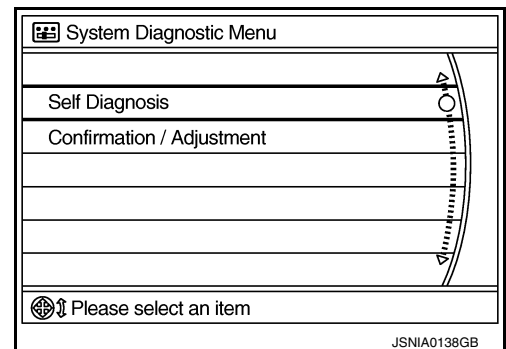 System Diagnostic Menu
Self Diagnosis
Confirmation / Adjustment
Please select an item
JSNIA0138GB